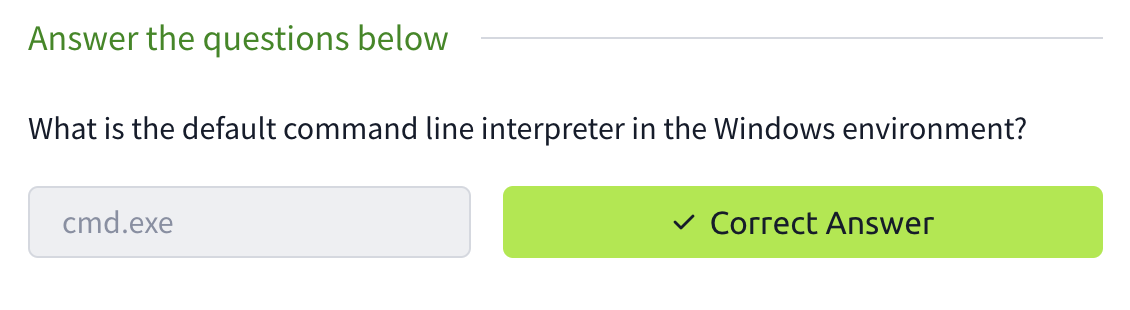 Answer the questions below
What is the default command line interpreter in the Windows environment?
cmd.exe
✓ Correct Answer